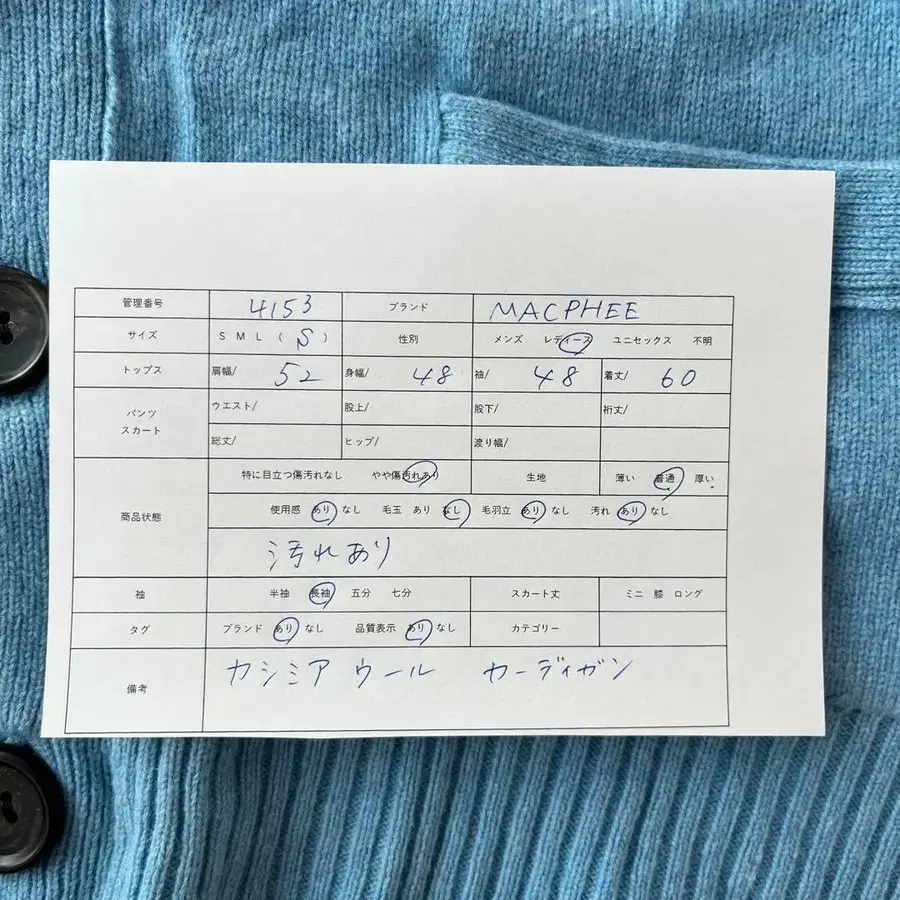 管理番号 4153 ブランド MACPHEE
サイズ S M L ( S ) 性別 メンズ レディース ユニセックス 不明
トップス 肩幅/ 52 身幅/ 48 袖/ 48 着丈/ 60
パンツ スカート ウエスト/ 股上/ 股下/ 裄丈/
総丈/ ヒップ/ 渡り幅/
特に目立つ傷汚れなし やや傷汚れあり 生地 薄い 普通 厚い
商品状態 使用感 あり なし 毛玉 あり なし 毛羽立 あり なし 汚れ あり なし
汚れあり
袖 半袖 長袖 五分 七分 スカート丈 ミニ 膝 ロング
タグ ブランド あり なし 品質表示 あり なし カテゴリー
備考 カシミア ウール カーディガン